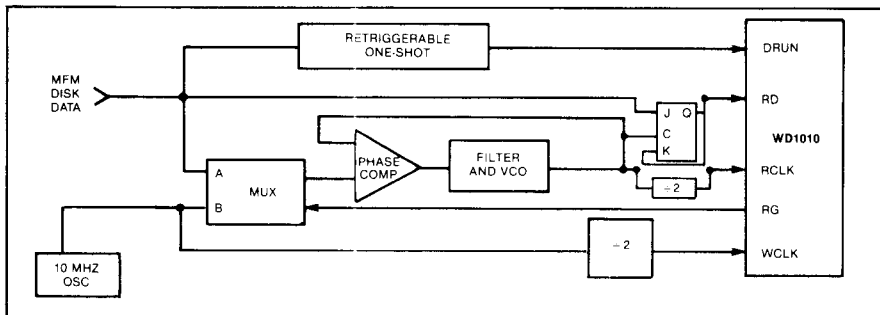 RETRIGGERABLE
ONE-SHOT
DRUN
MFM
DISK
DATA
J Q
C
K
RD
WD1010
A
MUX
B
PHASE
COMP
FILTER
AND VCO
÷2
RCLK
RG
÷2
WCLK
10 MHZ
OSC